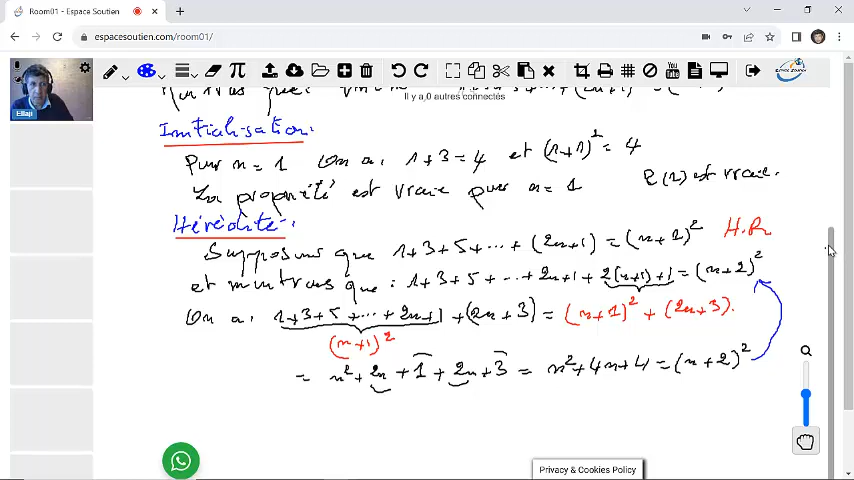 Room01 - Espace Soutien
espacesoutien.com/room01/
Ellaji
Il y a 0 autres connectés
Initialisation:
Pour n = 1 On a: 1+3 = 4 et (1+1)² = 4
La propriété est vraie pour n = 1 P(1) est vraie.
Hérédité:
Supposons que 1+3+5+...+(2n+1) = (n+1)² H.R
et montrons que: 1+3+5+...+2n+1+2(n+1)+1 = (n+2)²
On a: 1+3+5+...+2n+1+(2n+3) = (n+1)²+(2n+3).
(n+1)²
= n²+2n+1+2n+3 = n²+4n+4 = (n+2)²
Privacy & Cookies Policy